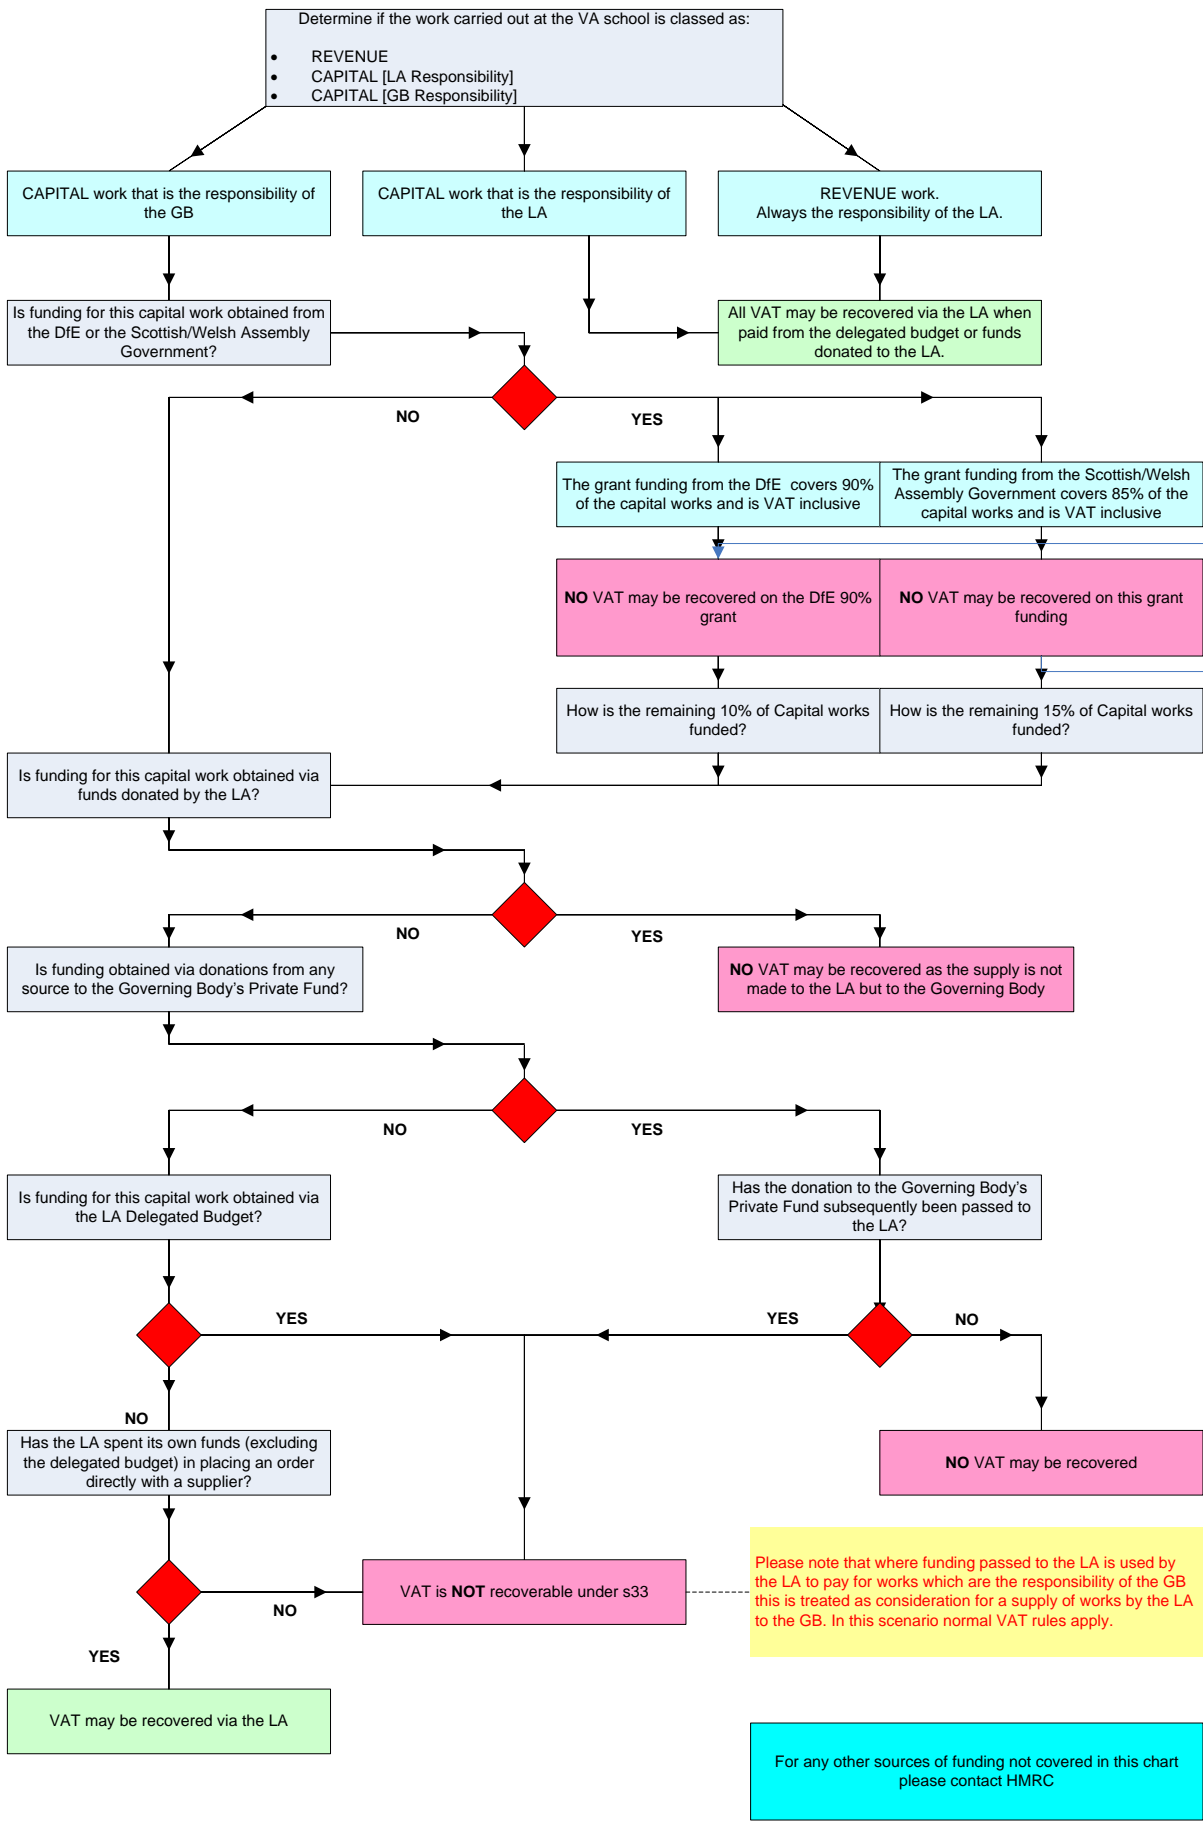 Determine if the work carried out at the VA school is classed as:
• REVENUE
• CAPITAL [LA Responsibility]
• CAPITAL [GB Responsibility]
CAPITAL work that is the responsibility of
the GB
CAPITAL work that is the responsibility of
the LA
REVENUE work.
Always the responsibility of the LA.
Is funding for this capital work obtained from
the DfE or the Scottish/Welsh Assembly
Government?
All VAT may be recovered via the LA when
paid from the delegated budget or funds
donated to the LA.
NO
YES
The grant funding from the DfE covers 90%
of the capital works and is VAT inclusive
The grant funding from the Scottish/Welsh
Assembly Government covers 85% of the
capital works and is VAT inclusive
NO VAT may be recovered on the DfE 90%
grant
NO VAT may be recovered on this grant
funding
How is the remaining 10% of Capital works
funded?
How is the remaining 15% of Capital works
funded?
Is funding for this capital work obtained via
funds donated by the LA?
NO
YES
Is funding obtained via donations from any
source to the Governing Body’s Private Fund?
NO VAT may be recovered as the supply is not
made to the LA but to the Governing Body
NO
YES
Is funding for this capital work obtained via
the LA Delegated Budget?
Has the donation to the Governing Body’s
Private Fund subsequently been passed to
the LA?
YES
YES
NO
NO
Has the LA spent its own funds (excluding
the delegated budget) in placing an order
directly with a supplier?
NO VAT may be recovered
VAT is NOT recoverable under s33
Please note that where funding passed to the LA is used by
the LA to pay for works which are the responsibility of the GB
this is treated as consideration for a supply of works by the LA
to the GB. In this scenario normal VAT rules apply.
NO
YES
VAT may be recovered via the LA
For any other sources of funding not covered in this chart
please contact HMRC